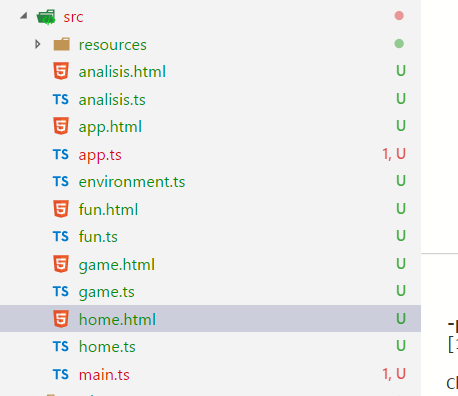 src
resources
analisis.html U
TS analisis.ts U
app.html U
TS app.ts 1, U
TS environment.ts U
fun.html U
TS fun.ts U
game.html U
TS game.ts U
home.html U
TS home.ts U
TS main.ts 1, U